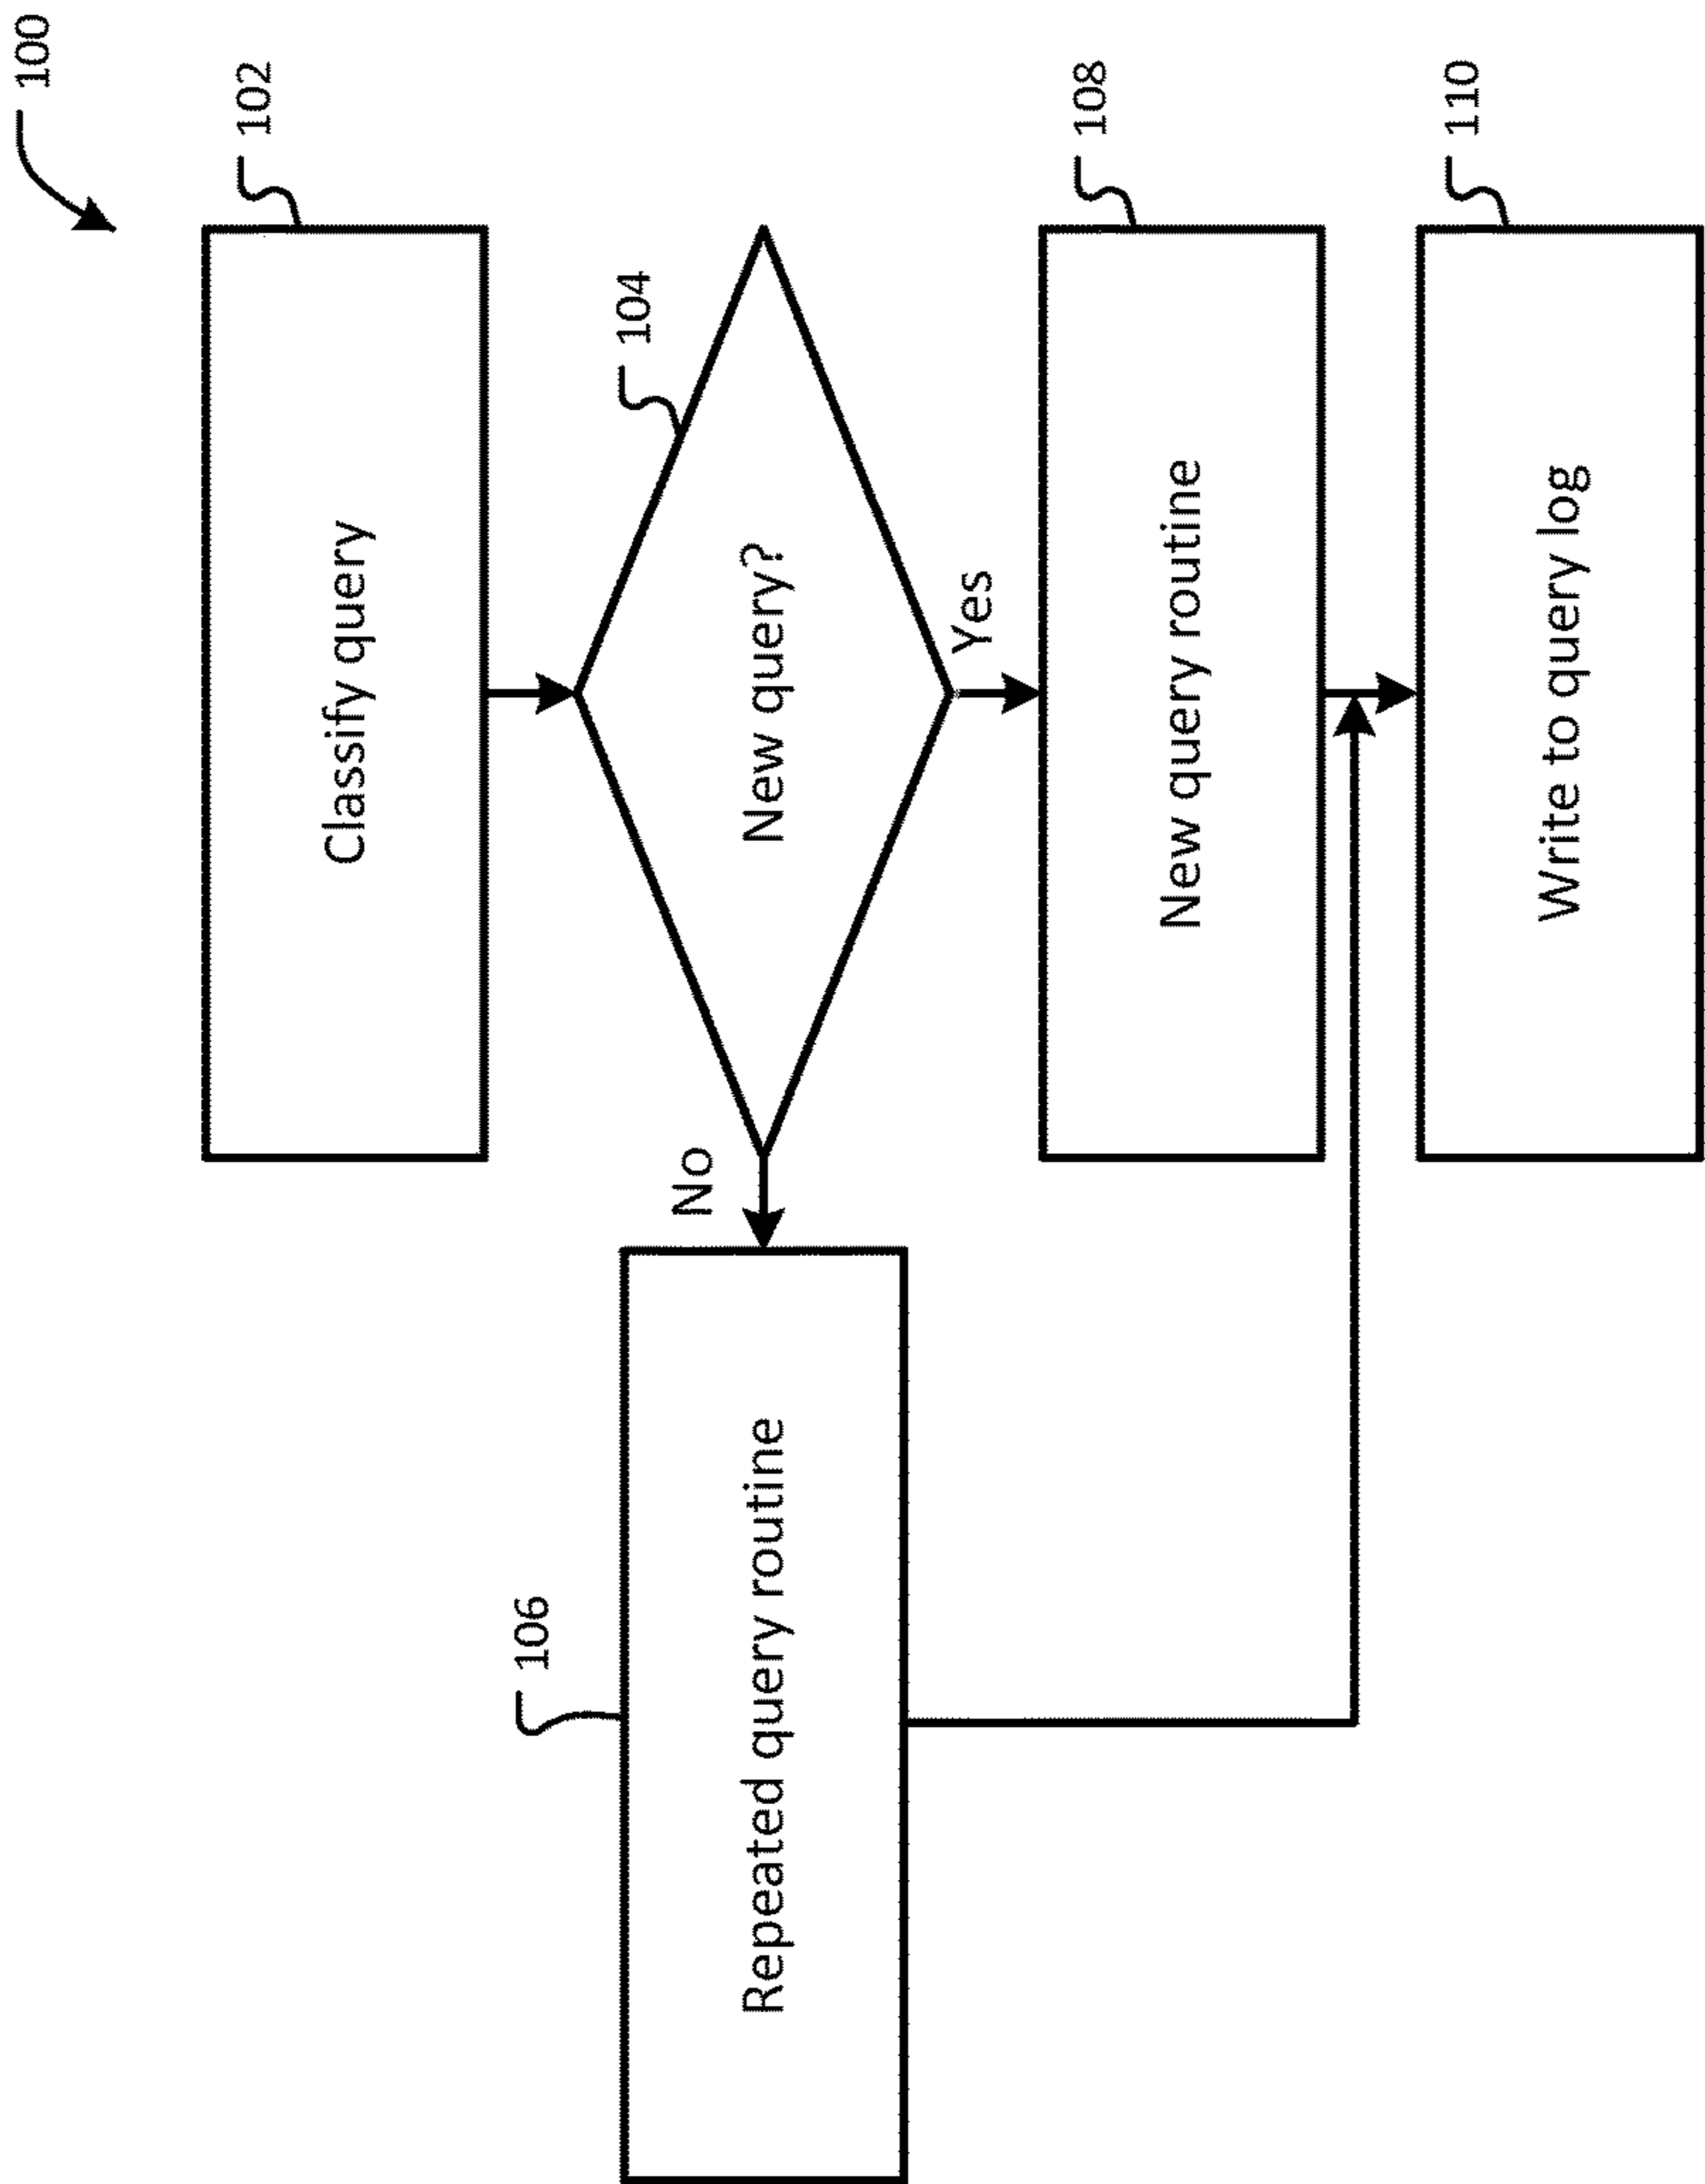 100
Classify query
102
New query?
104
No
Yes
Repeated query routine
106
New query routine
108
Write to query log
110